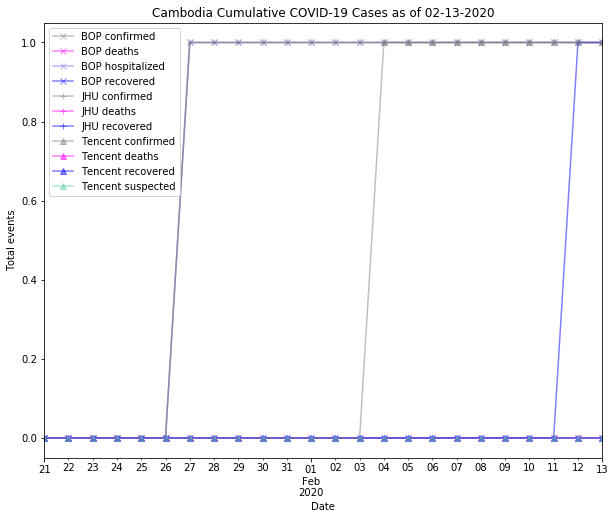 Cambodia Cumulative COVID-19 Cases as of 02-13-2020
BOP confirmed
BOP deaths
BOP hospitalized
BOP recovered
JHU confirmed
JHU deaths
JHU recovered
Tencent confirmed
Tencent deaths
Tencent recovered
Tencent suspected
Total events
1.0
0.8
0.6
0.4
0.2
0.0
21 22 23 24 25 26 27 28 29 30 31 01 02 03 04 05 06 07 08 09 10 11 12 13
Feb
2020
Date